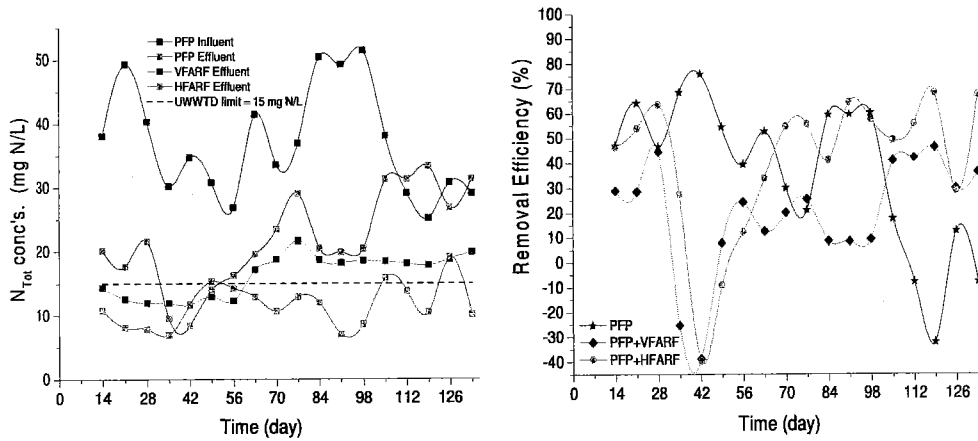 PFP Influent
PFP Effluent
VFARF Effluent
HFARF Effluent
UWWTD limit = 15 mg N/L
N Tot conc's. (mg N/L)
50
40
30
20
10
0
0 14 28 42 56 70 84 98 112 126
Time (day)
Removal Efficiency (%)
100
90
80
70
60
50
40
30
20
10
0
-10
-20
-30
-40
PFP
PFP+VFARF
PFP+HFARF
0 14 28 42 56 70 84 98 112 126
Time (day)